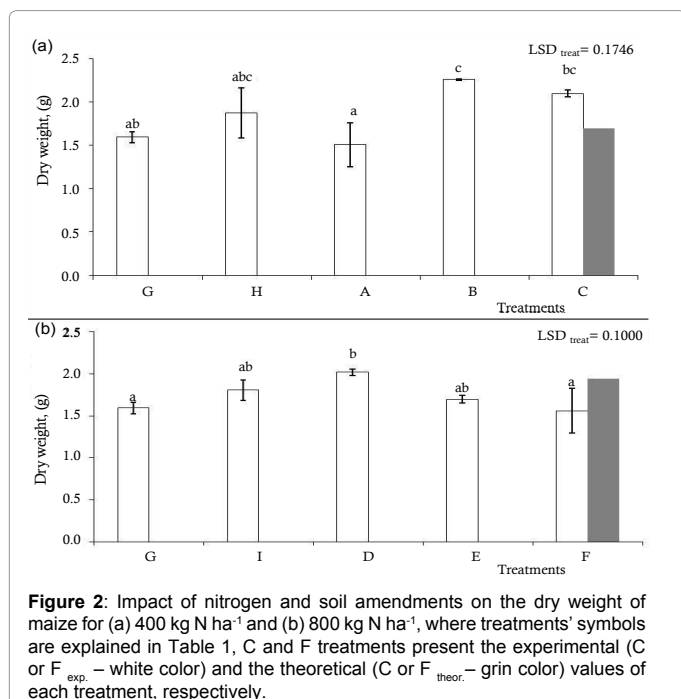 (a)
LSD treat= 0.1746
Dry weight, (g)
2.5
2.0
1.5
1.0
0.5
0.0
ab
abc
a
c
bc
G H A B C
Treatments
(b)
LSD treat= 0.1000
Dry weight, (g)
2.5
2.0
1.5
1.0
0.5
0.0
a
ab
b
ab
a
G I D E F
Treatments
Figure 2: Impact of nitrogen and soil amendments on the dry weight of
maize for (a) 400 kg N ha-1 and (b) 800 kg N ha-1, where treatments' symbols
are explained in Table 1, C and F treatments present the experimental (C
or F exp. – white color) and the theoretical (C or F theor.– grin color) values of
each treatment, respectively.